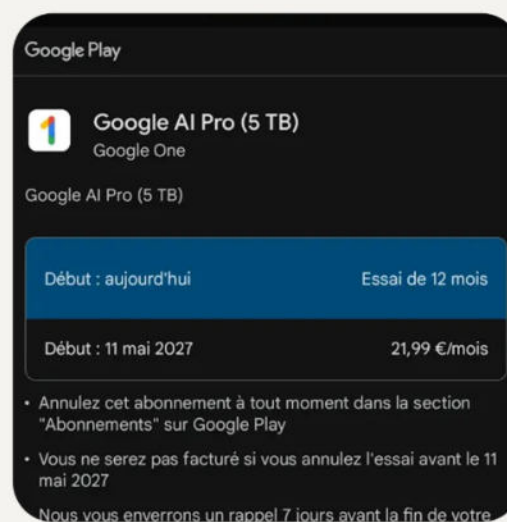 Google Play
Google AI Pro (5 TB)
Google One
Google AI Pro (5 TB)
Début : aujourd'hui Essai de 12 mois
Début : 11 mai 2027 21,99 €/mois
• Annulez cet abonnement à tout moment dans la section
"Abonnements" sur Google Play
• Vous ne serez pas facturé si vous annulez l'essai avant le 11
mai 2027
Nous vous enverrons un rappel 7 jours avant la fin de votre